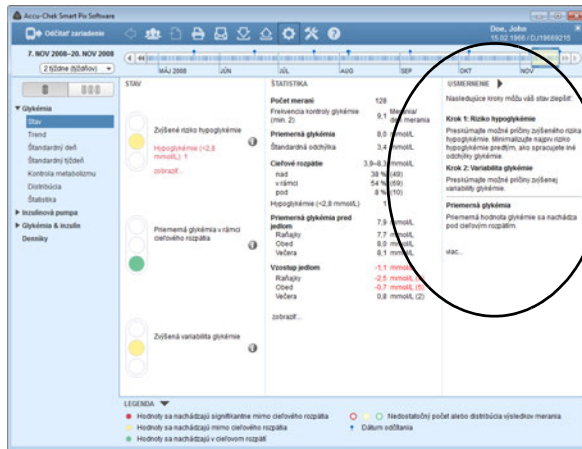 Accu-Chek Smart Pix Software
Odčítať zariadenie
Doe, John
15.02.1966 / DJ19669215
7. NOV 2008–20. NOV 2008
2 týždne (týždňov)
MÁJ 2008 JÚN JÚL AUG SEP OKT NOV
Glykémia
Stav
Trend
Štandardný deň
Štandardný týždeň
Kontrola metabolizmu
Distribúcia
Štatistika
Inzulínová pumpa
Glykémia & inzulín
Denníky
STAV
Zvýšené riziko hypoglykémie
Hypoglykémie (<2,8
mmol/L) 1
zobraziť...
Priemerná glykémia v rámci
cieľového rozpätia
Zvýšená variabilita glykémie
ŠTATISTIKA
Počet meraní 128
Frekvencia kontroly glykémie
(min. 2) 9,1 Merania/
deň merania
Priemerná glykémia 8,0 mmol/L
Štandardná odchýlka 3,4 mmol/L
Cieľové rozpätie 3,9–8,3 mmol/L
nad 38 % (49)
v rámci 54 % (69)
pod 8 % (10)
Hypoglykémie (<2,8 mmol/L) 1
Priemerná glykémia pred
jedlom 7,9 mmol/L
Raňajky 7,7 mmol/L
Obed 8,0 mmol/L
Večera 8,1 mmol/L
Vzostup jedlom -1,1 mmol/L
Raňajky -2,5 mmol/L
Obed -0,7 mmol/L (5)
Večera 0,8 mmol/L (2)
zobraziť...
USMERNENIE
Nasledujúce kroky môžu váš stav zlepšiť:
Krok 1: Riziko hypoglykémie
Preskúmajte možné príčiny zvýšeného rizika
hypoglykémie. Minimalizujte najprv riziko
hypoglykémie predtým, ako spracujete iné
odchýlky glykémie.
Krok 2: Variabilita glykémie
Preskúmajte možné príčiny zvýšenej
variability glykémie.
Priemerná glykémia
Priemerná hodnota glykémie sa nachádza
pod cieľovým rozpätím.
viac...
LEGENDA
Hodnoty sa nachádzajú signifikantne mimo cieľového rozpätia
Hodnoty sa nachádzajú mimo cieľového rozpätia
Hodnoty sa nachádzajú v cieľovom rozpätí
Nedostatočný počet alebo distribúcia výsledkov merania
Dátum odčítania